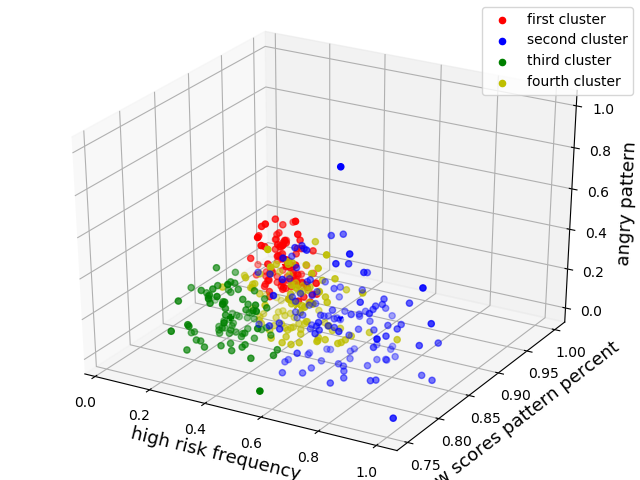 first cluster
second cluster
third cluster
fourth cluster
1.0
0.8
0.6
0.4
0.2
0.0
angry pattern
1.00
0.95
0.90
0.85
0.80
0.75
scores pattern percent
0.0
0.2
0.4
0.6
0.8
1.0
high risk frequency